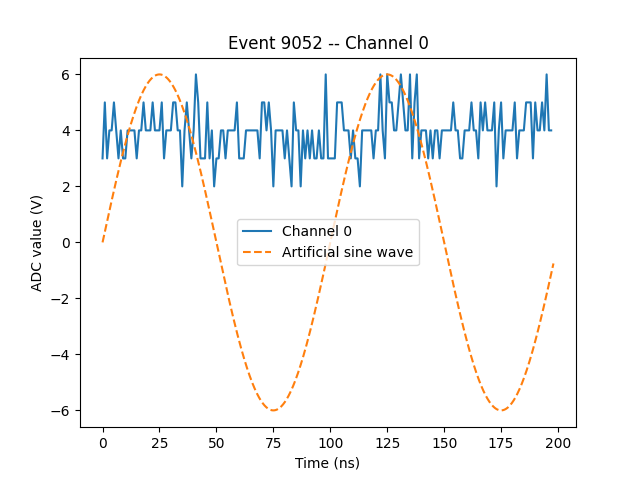 Event 9052 -- Channel 0
ADC value (V)
6
4
2
0
−2
−4
−6
Channel 0
Artificial sine wave
0 25 50 75 100 125 150 175 200
Time (ns)